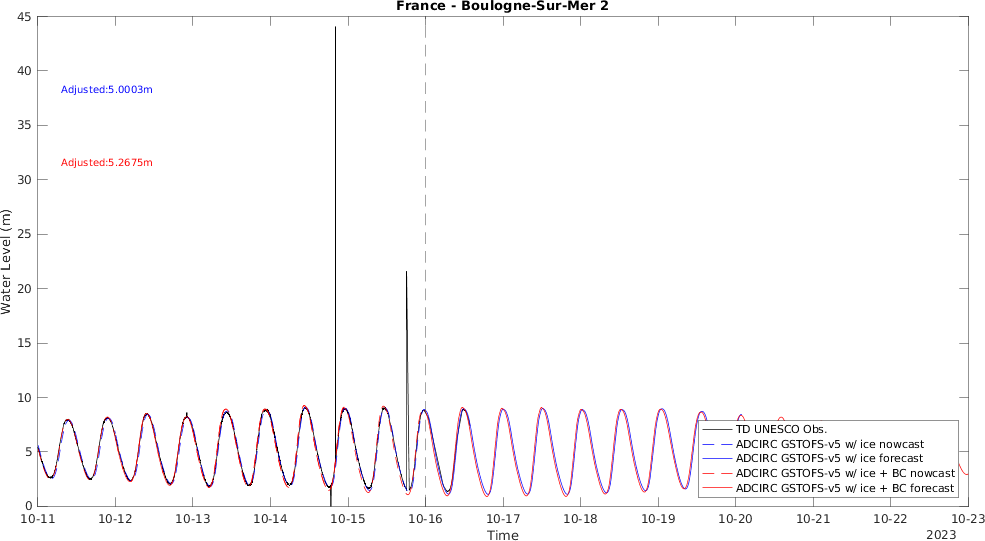 France - Boulogne-Sur-Mer 2
45
40
35
30
25
20
15
10
5
0
Water Level (m)
Adjusted:5.0003m
Adjusted:5.2675m
TD UNESCO Obs.
ADCIRC GSTOFS-v5 w/ ice nowcast
ADCIRC GSTOFS-v5 w/ ice forecast
ADCIRC GSTOFS-v5 w/ ice + BC nowcast
ADCIRC GSTOFS-v5 w/ ice + BC forecast
10-11 10-12 10-13 10-14 10-15 10-16 10-17 10-18 10-19 10-20 10-21 10-22 10-23
Time
2023